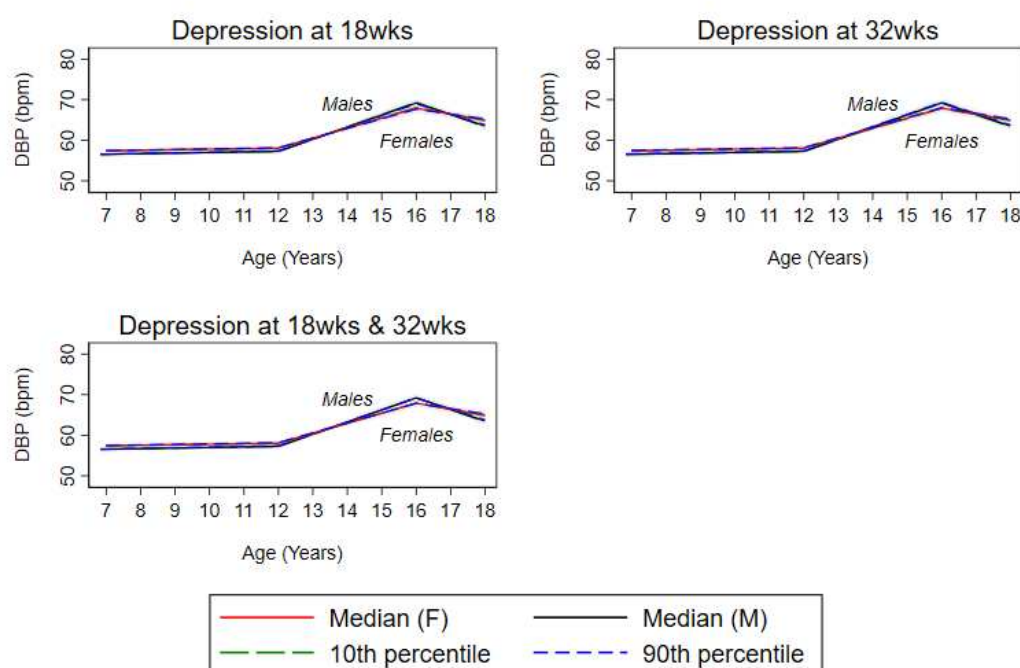 Depression at 18wks
DBP (bpm)
80
70
60
50
Males
Females
7 8 9 10 11 12 13 14 15 16 17 18
Age (Years)
Depression at 32wks
DBP (bpm)
80
70
60
50
Males
Females
7 8 9 10 11 12 13 14 15 16 17 18
Age (Years)
Depression at 18wks & 32wks
DBP (bpm)
80
70
60
50
Males
Females
7 8 9 10 11 12 13 14 15 16 17 18
Age (Years)
Median (F) Median (M)
10th percentile 90th percentile